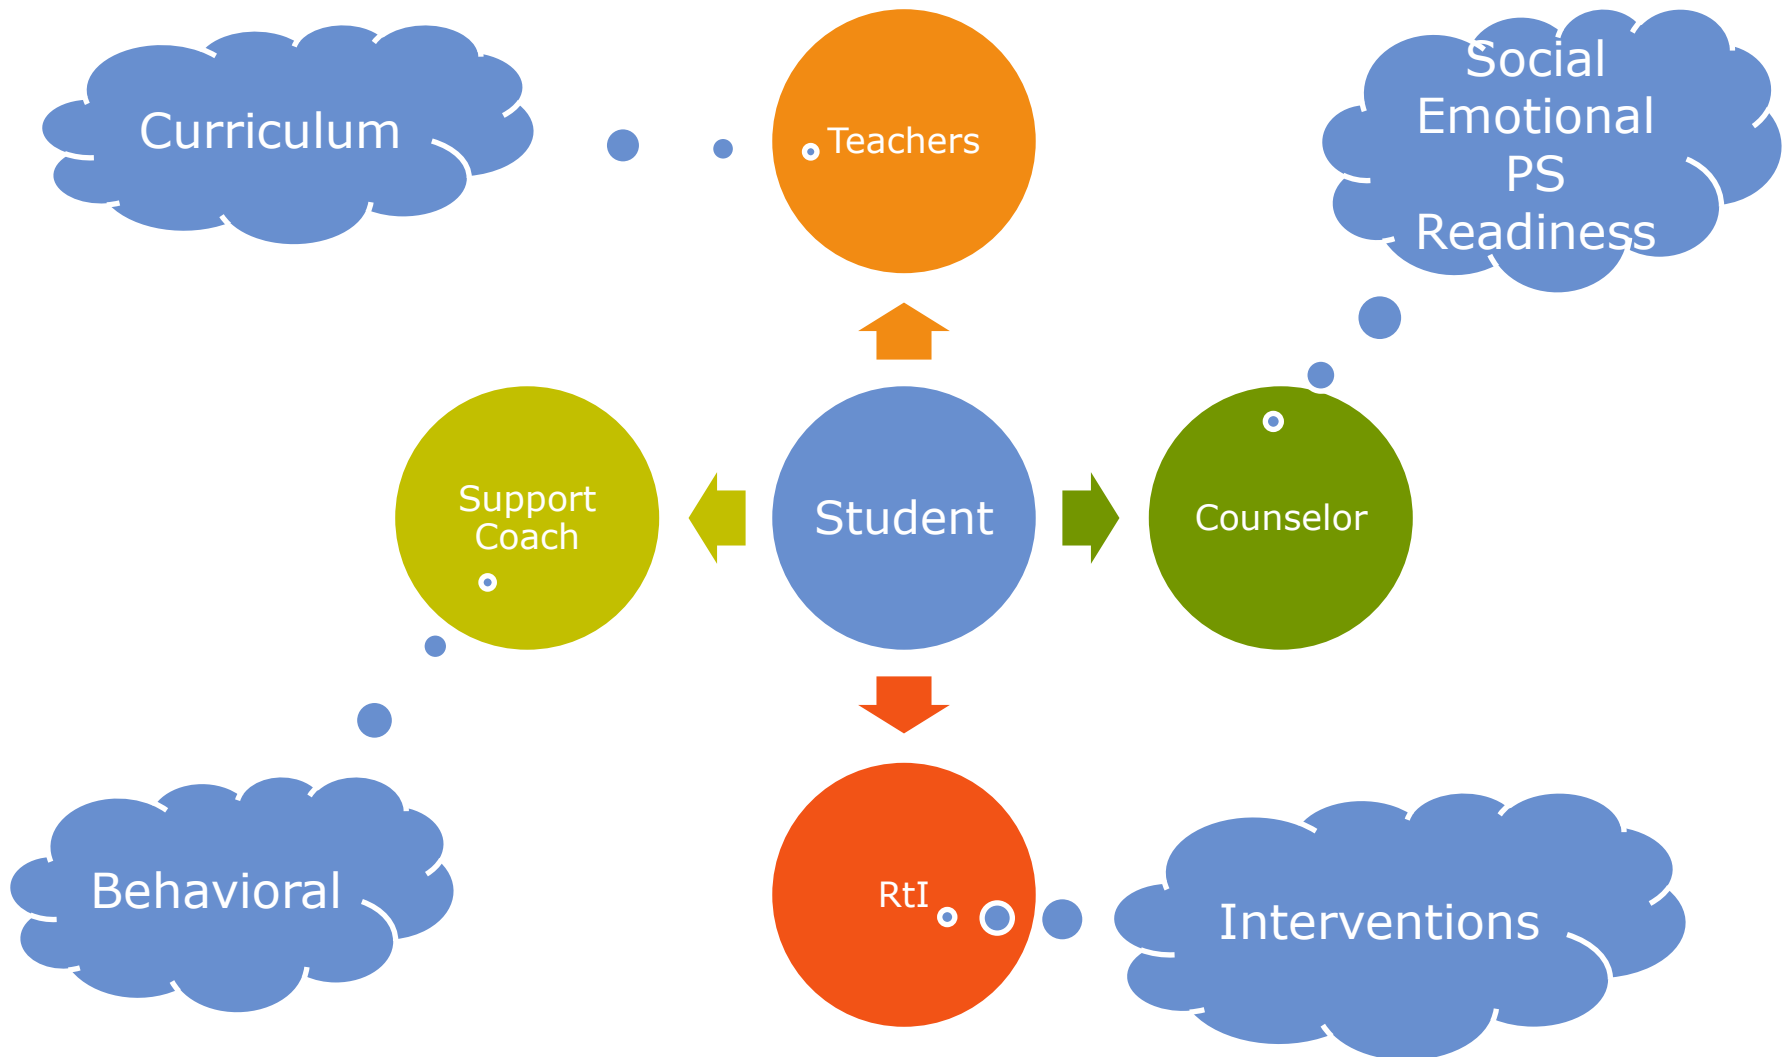 Curriculum
Teachers
Social
Emotional
PS
Readiness
Support
Coach
Student
Counselor
Behavioral
RtI
Interventions